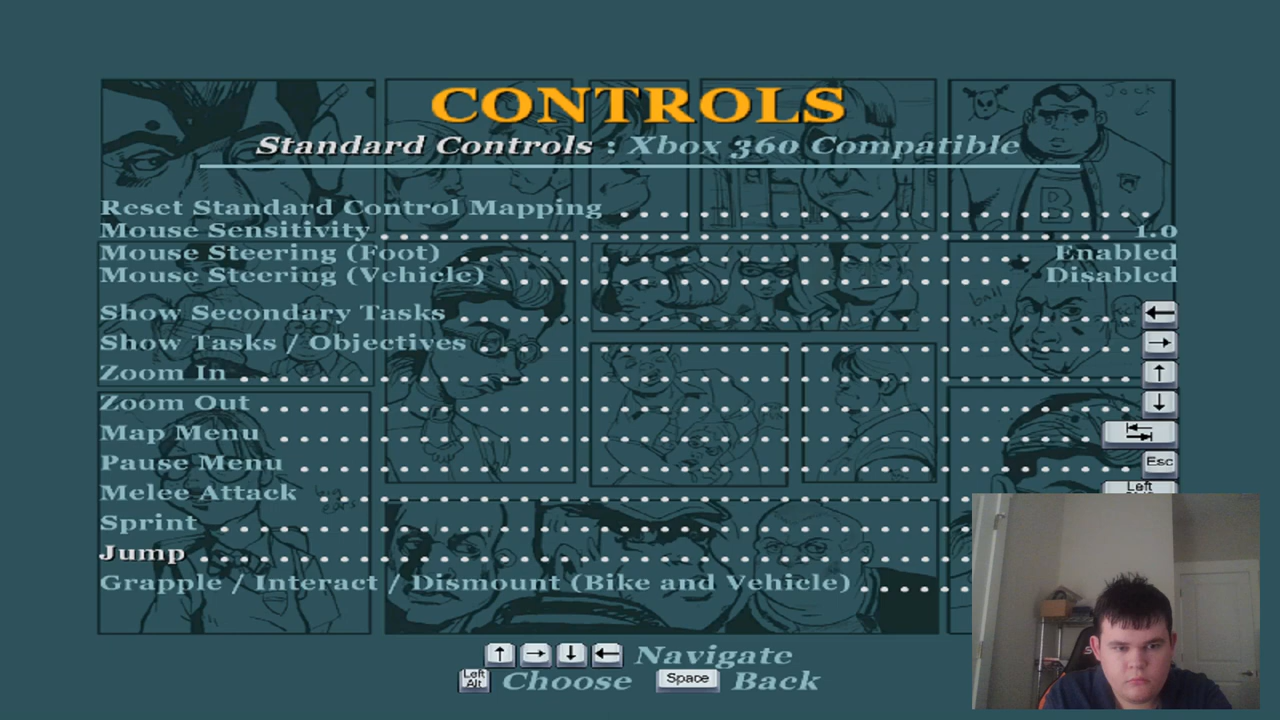 CONTROLS
Standard Controls : Xbox 360 Compatible
Reset Standard Control Mapping
Mouse Sensitivity 1.0
Mouse Steering (Foot) Enabled
Mouse Steering (Vehicle) Disabled
Show Secondary Tasks ←
Show Tasks / Objectives →
Zoom In ↑
Zoom Out ↓
Map Menu
Pause Menu Esc
Melee Attack Left
Sprint
Jump
Grapple / Interact / Dismount (Bike and Vehicle)
↑ → ↓ ← Navigate
Left Alt Choose Space Back
Jock
B